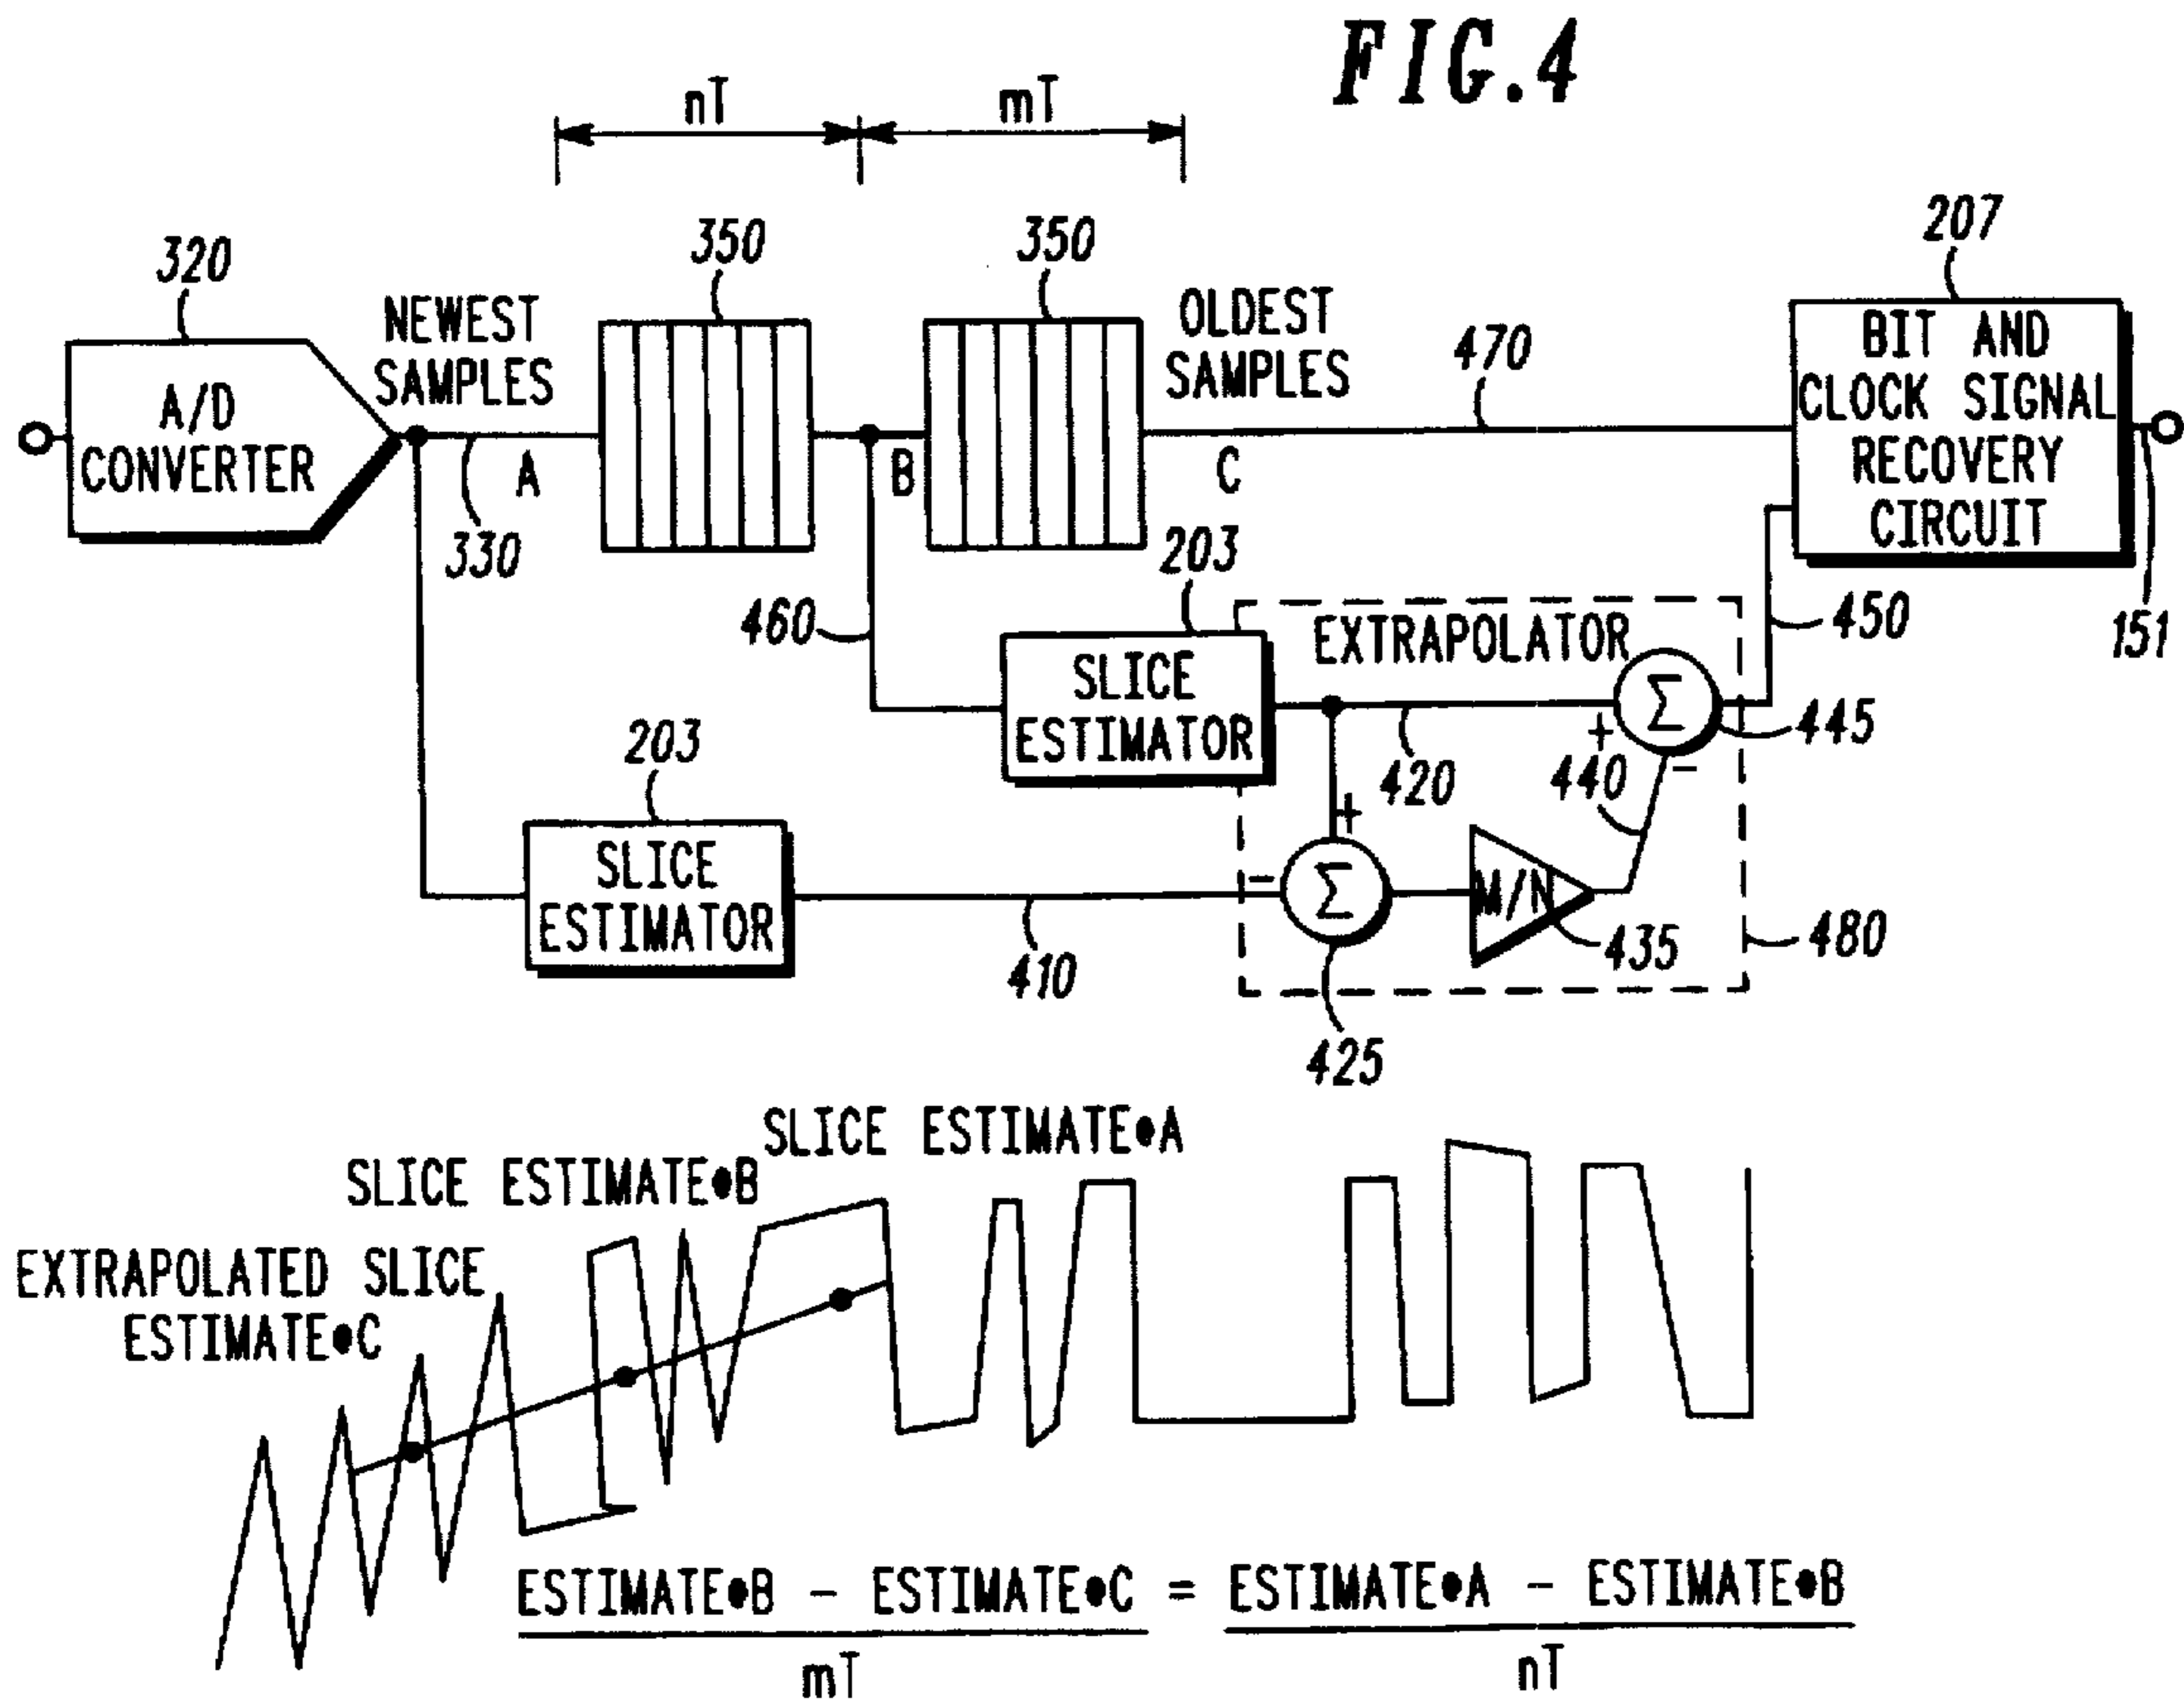 FIG.4
nT
mT
320
350
350
207
NEWEST
SAMPLES
OLDEST
SAMPLES
470
A/D
CONVERTER
BIT AND
CLOCK SIGNAL
RECOVERY
CIRCUIT
A
B
C
330
203
460
450
151
SLICE
ESTIMATOR
EXTRAPOLATOR
Σ
+
-
445
203
420
440
+
SLICE
ESTIMATOR
-
Σ
M/N
435
480
410
425
SLICE ESTIMATE●A
SLICE ESTIMATE●B
EXTRAPOLATED SLICE
ESTIMATE●C
ESTIMATE●B - ESTIMATE●C = ESTIMATE●A - ESTIMATE●B
mT nT